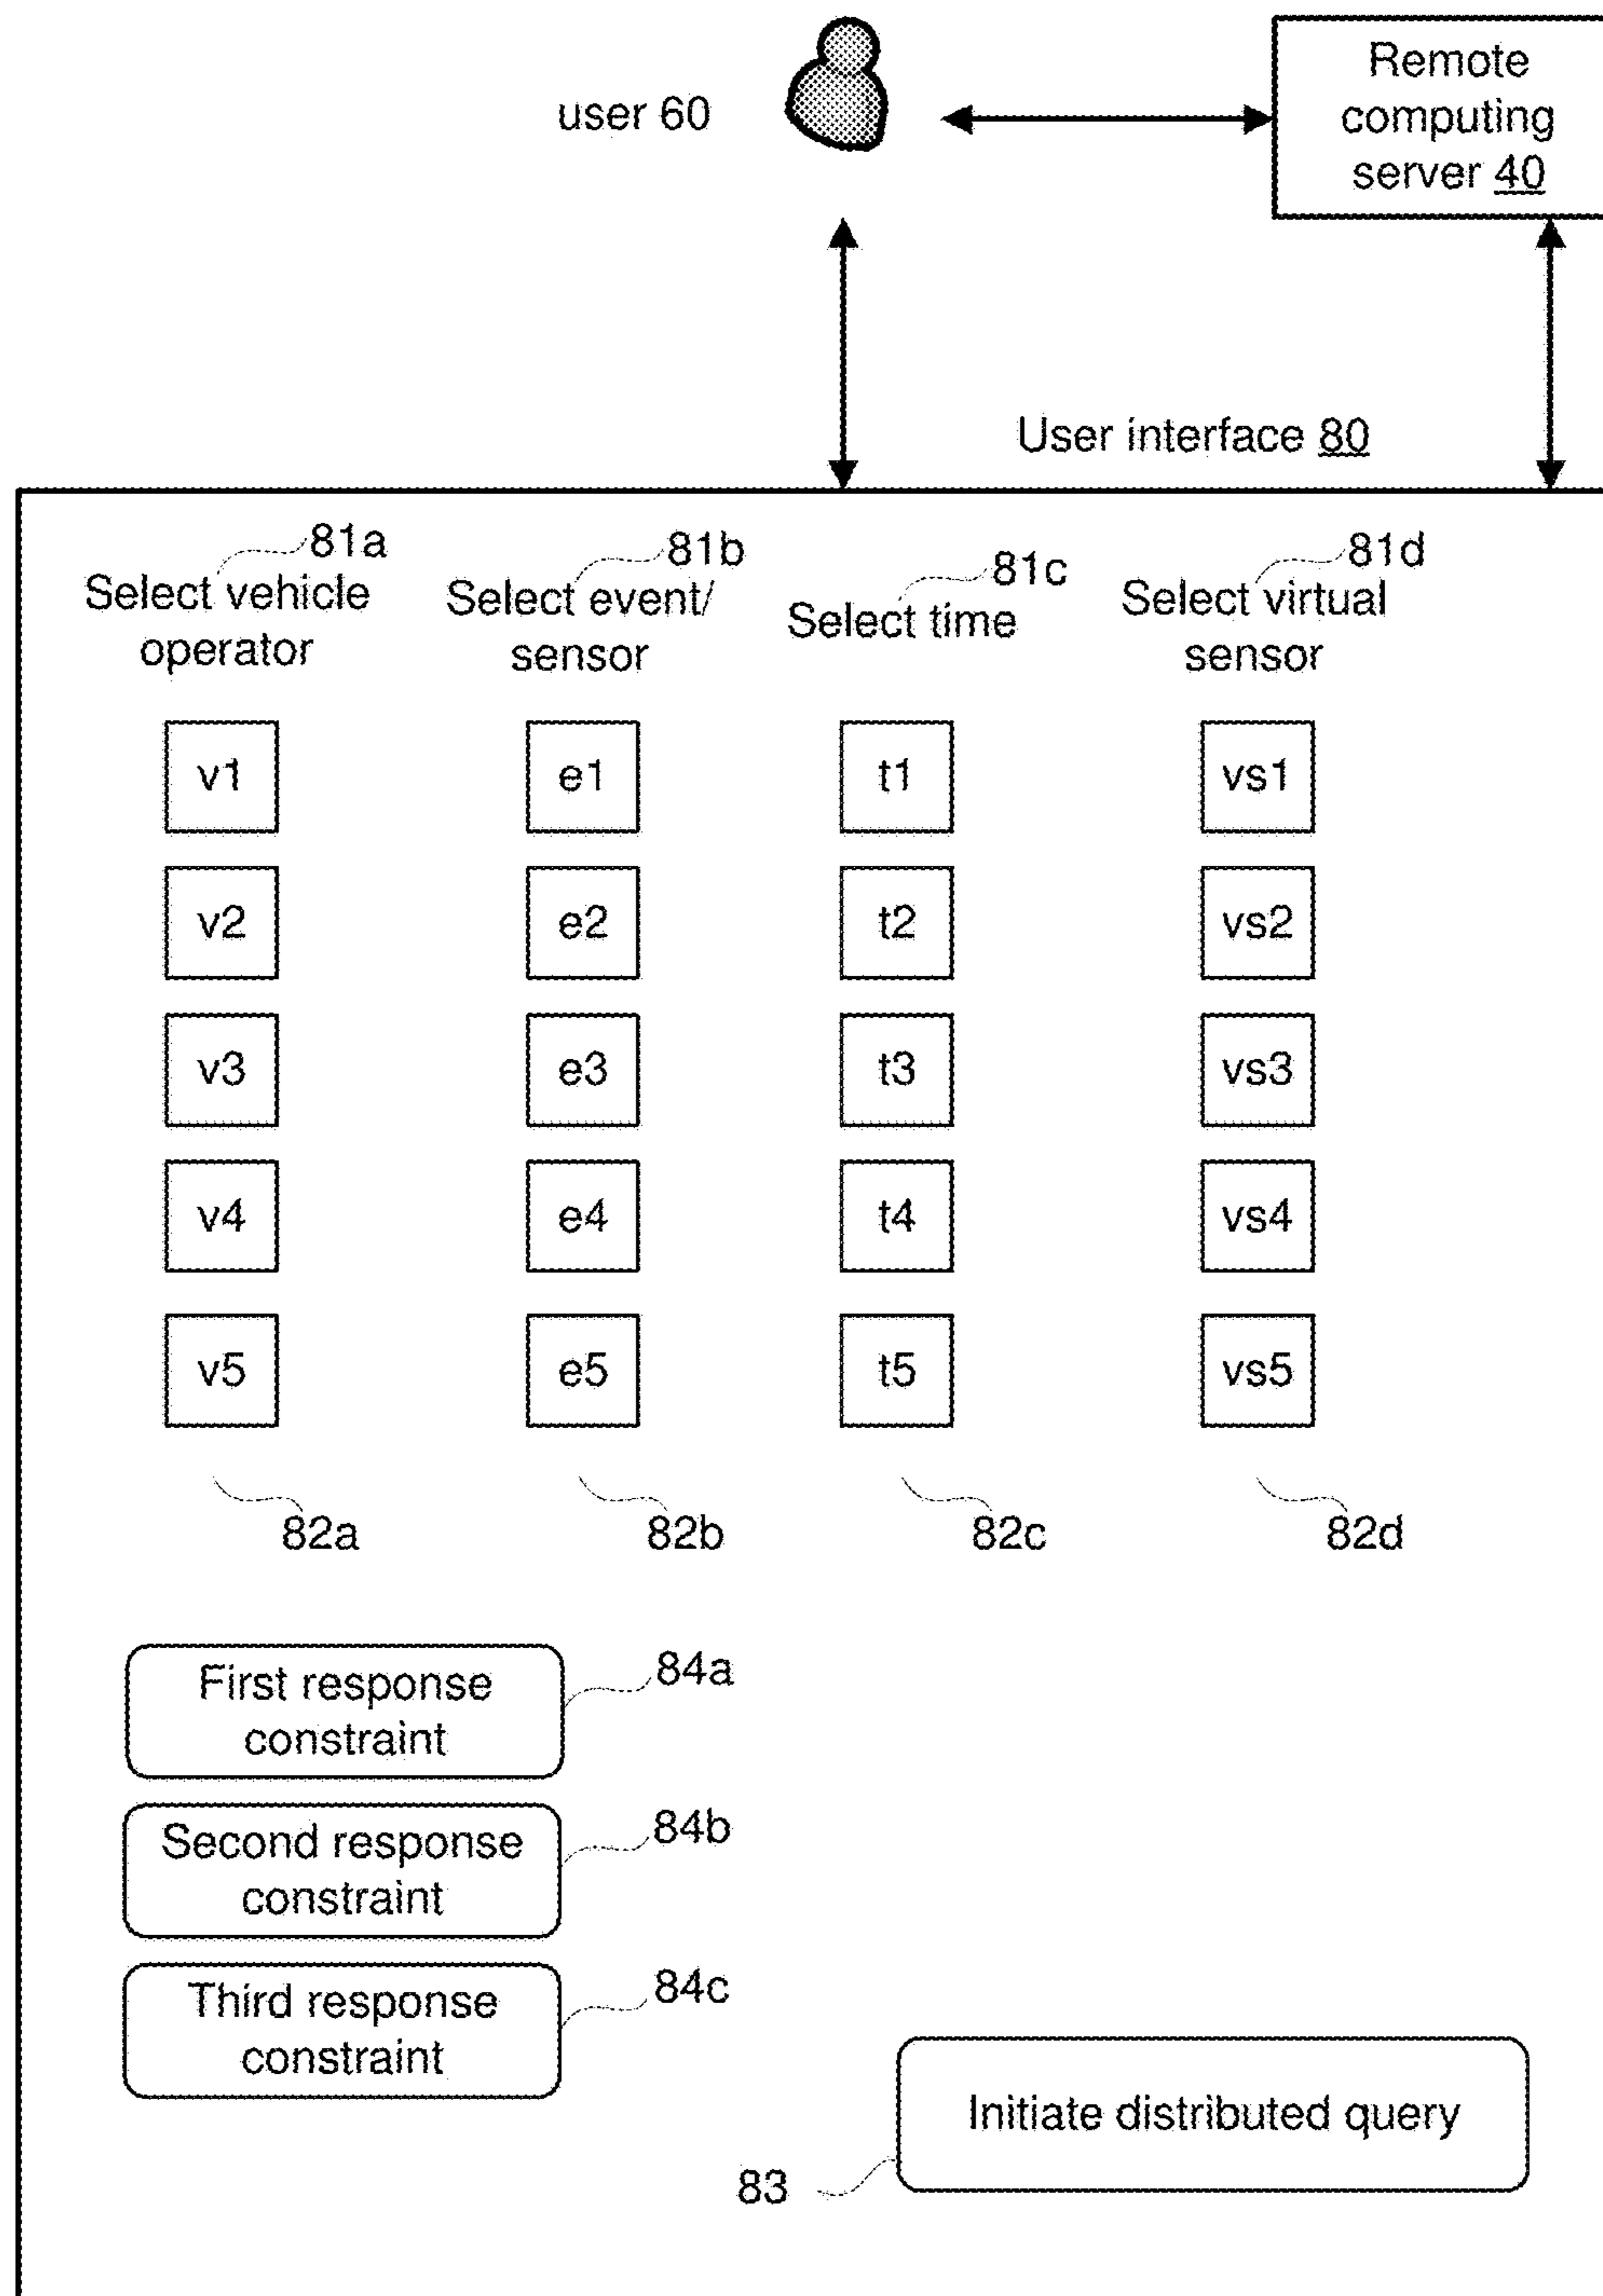 user 60
Remote
computing
server 40
User interface 80
81a
Select vehicle
operator
81b
Select event/
sensor
81c
Select time
81d
Select virtual
sensor
v1
e1
t1
vs1
v2
e2
t2
vs2
v3
e3
t3
vs3
v4
e4
t4
vs4
v5
e5
t5
vs5
82a
82b
82c
82d
First response
constraint
84a
Second response
constraint
84b
Third response
constraint
84c
Initiate distributed query
83